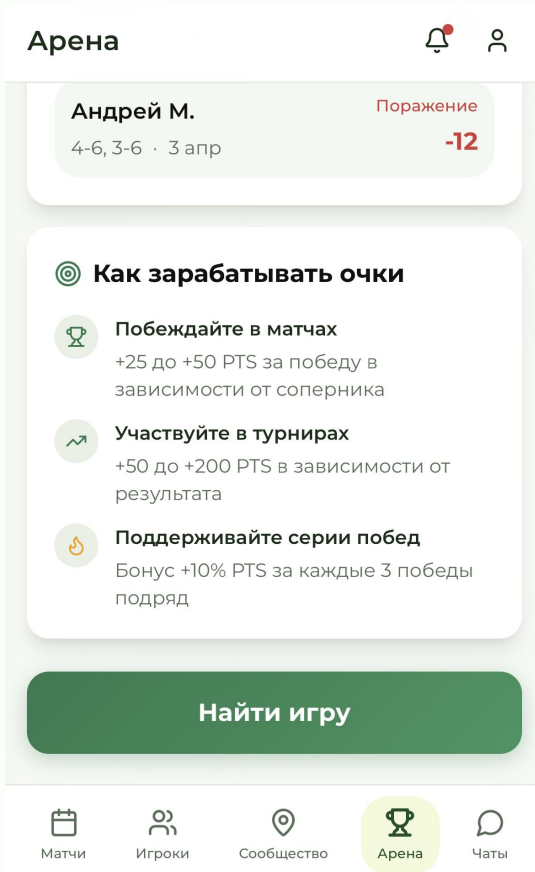 Арена
Андрей М.
Поражение
4-6, 3-6 · 3 апр
-12
Как зарабатывать очки
Побеждайте в матчах
+25 до +50 PTS за победу в
зависимости от соперника
Участвуйте в турнирах
+50 до +200 PTS в зависимости от
результата
Поддерживайте серии побед
Бонус +10% PTS за каждые 3 победы
подряд
Найти игру
Матчи
Игроки
Сообщество
Арена
Чаты